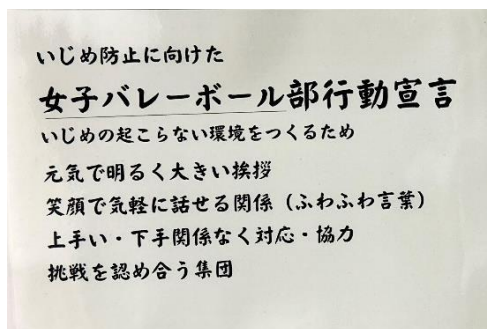 いじめ防止に向けた
女子バレーボール部行動宣言
いじめの起こらない環境をつくるため
元気で明るく大きい挨拶
笑顔で気軽に話せる関係（ふわふわ言葉）
上手い・下手関係なく対応・協力
挑戦を認め合う集団